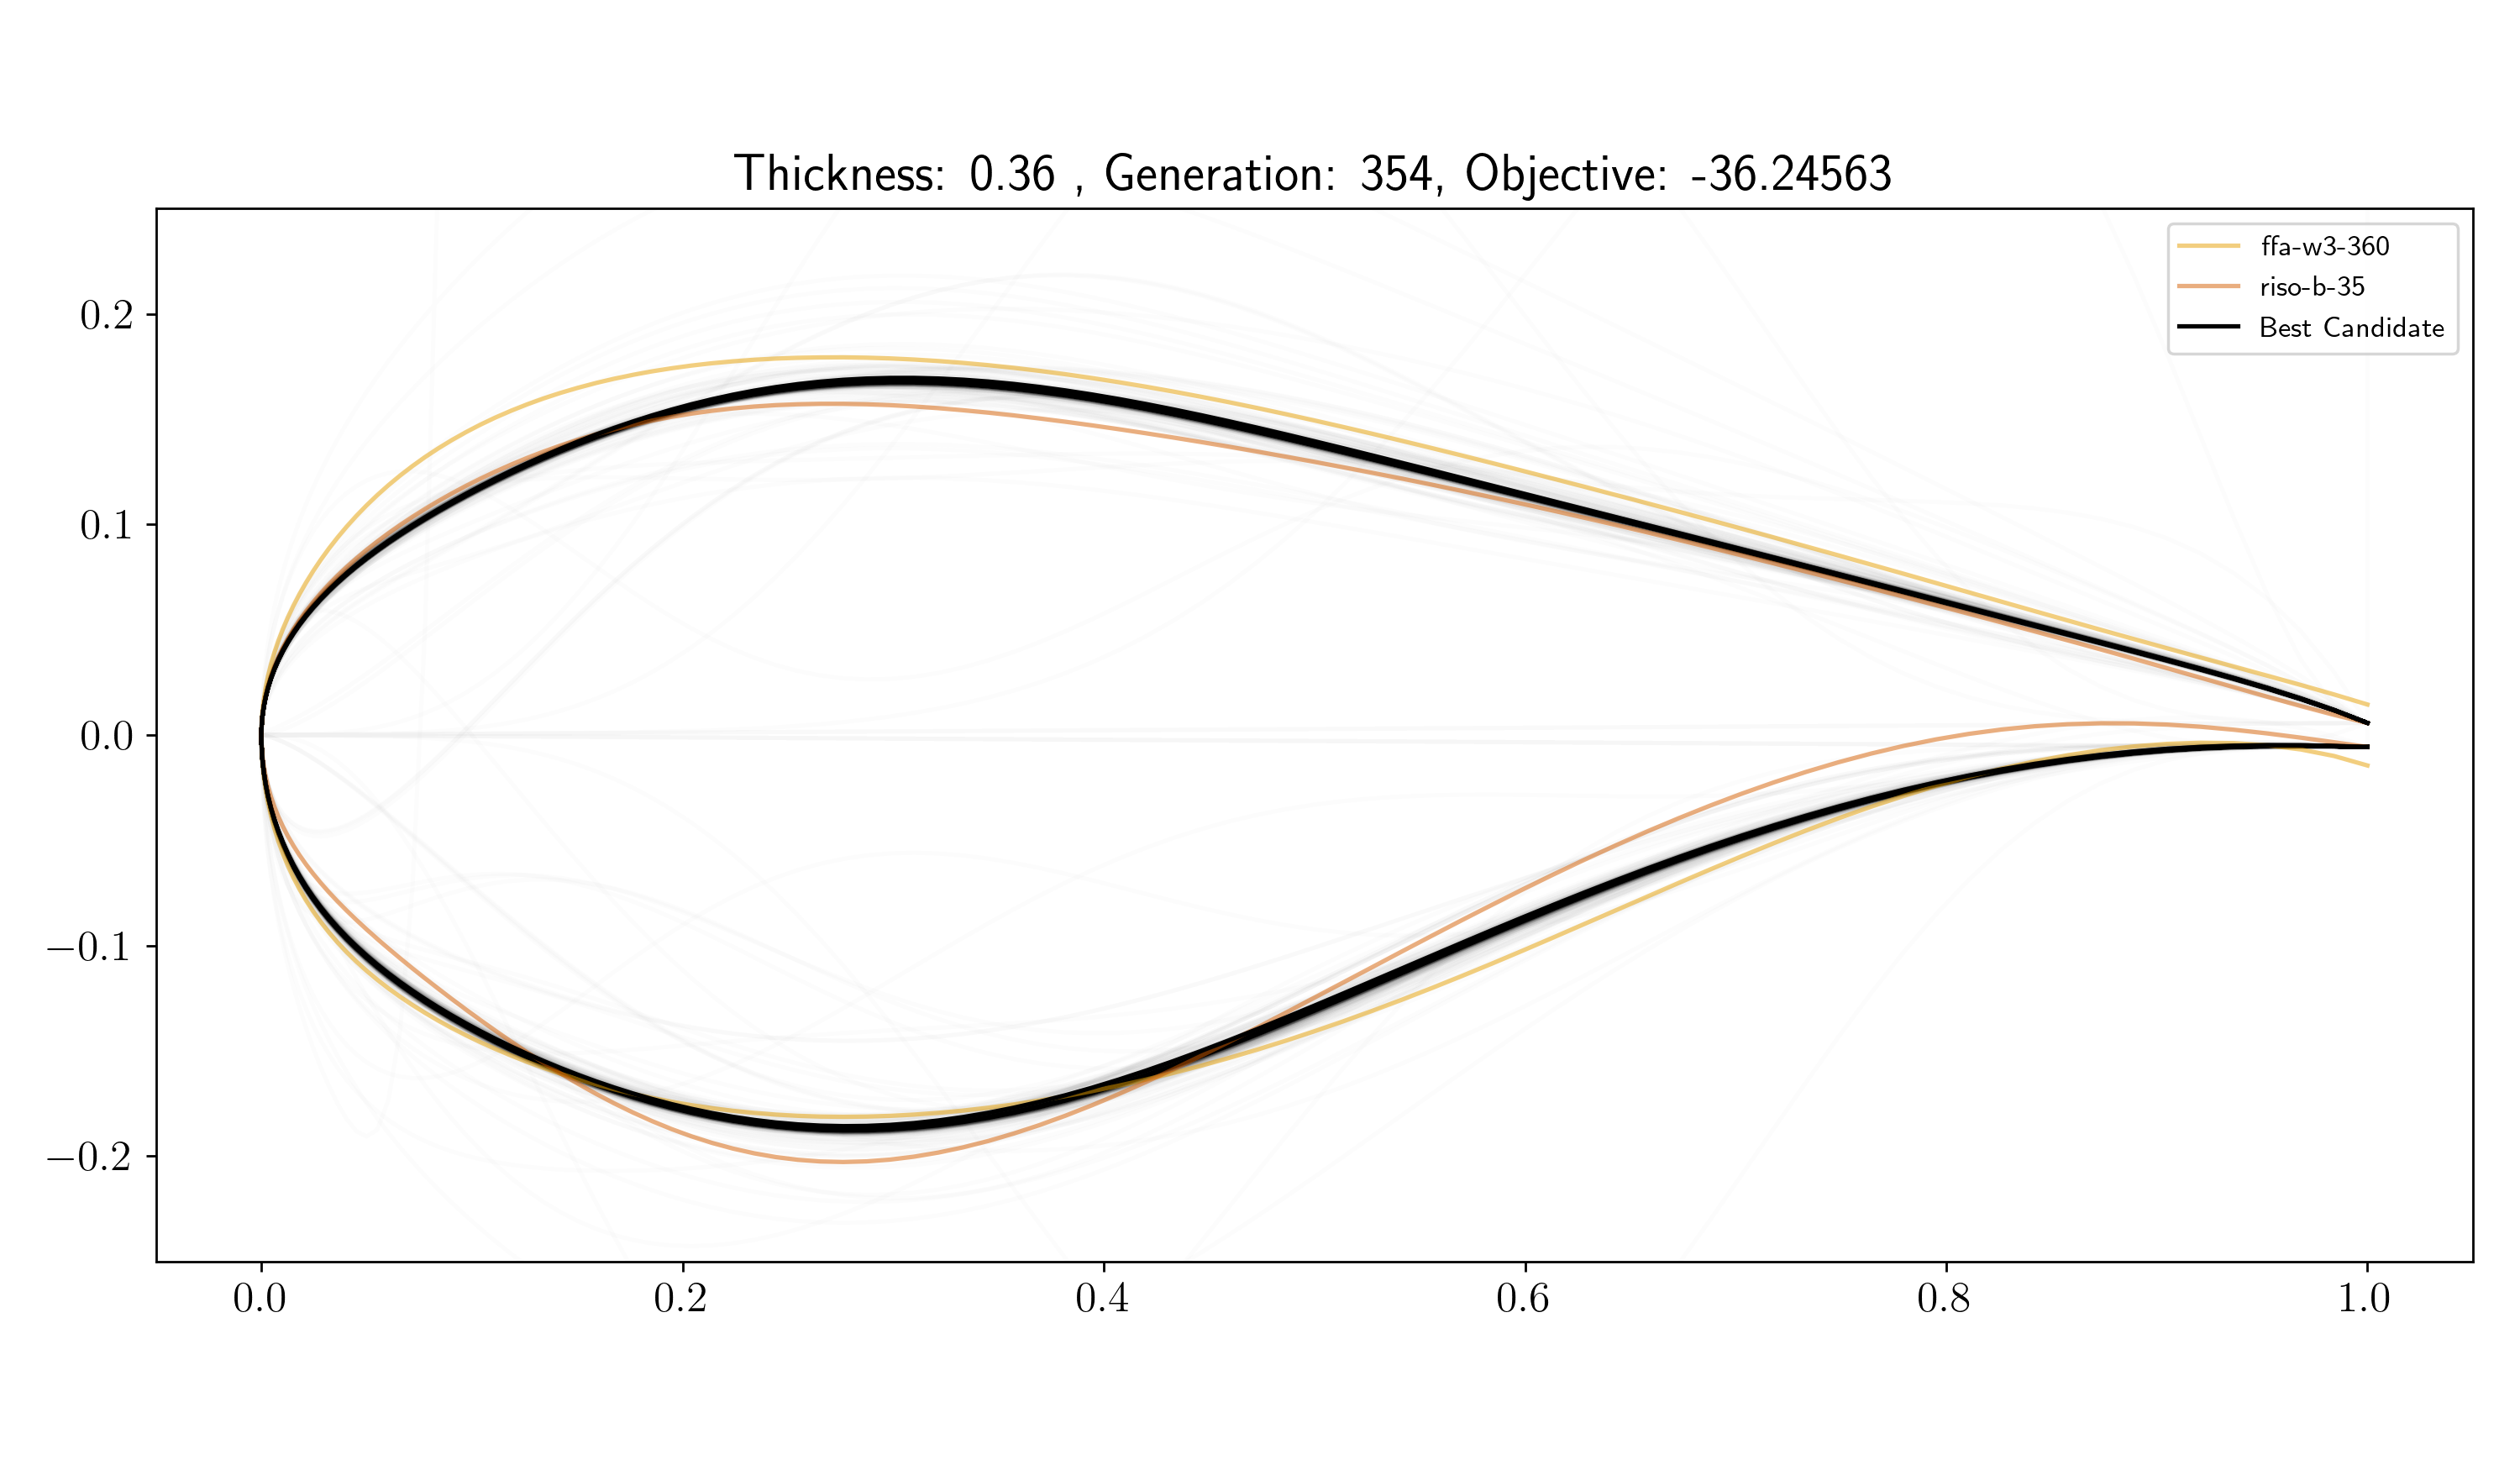 Thickness: 0.36 , Generation: 354, Objective: -36.24563
ffa-w3-360
riso-b-35
Best Candidate
0.2
0.1
0.0
−0.1
−0.2
0.0 0.2 0.4 0.6 0.8 1.0